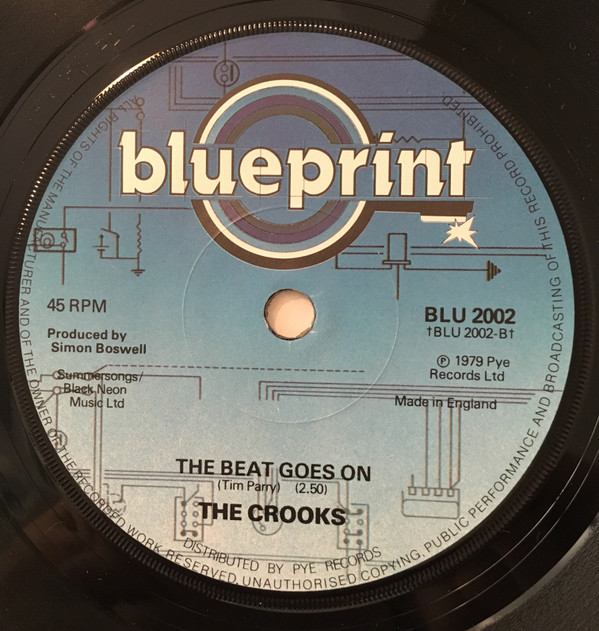 blueprint
45 RPM
Produced by
Simon Boswell
Summersongs/
Black Neon
Music Ltd
BLU 2002
†BLU 2002-B†
℗ 1979 Pye
Records Ltd
Made in England
THE BEAT GOES ON
(Tim Parry) (2.50)
THE CROOKS
DISTRIBUTED BY PYE RECORDS
ALL RIGHTS OF THE MANUFACTURER AND OF THE OWNER OF THE RECORDED WORK RESERVED. UNAUTHORISED COPYING, PUBLIC PERFORMANCE AND BROADCASTING OF THIS RECORD PROHIBITED